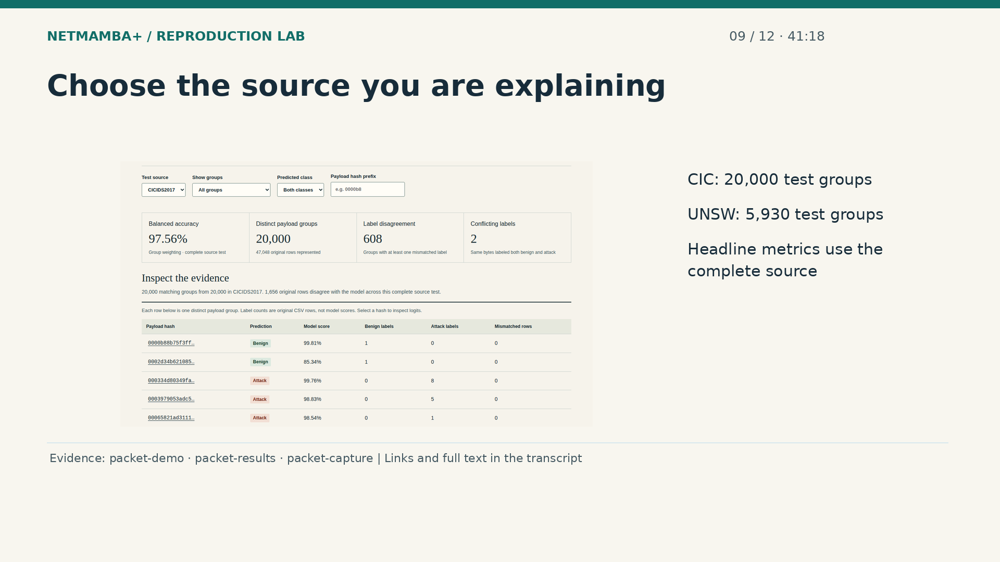 NETMAMBA+ / REPRODUCTION LAB
09 / 12 · 41:18
Choose the source you are explaining
Test source
Show groups
Predicted class
Payload hash prefix
CICIDS2017
All groups
Both classes
e.g. 0000b8
Balanced accuracy
97.56%
Group weighting · complete source test
Distinct payload groups
20,000
47,048 original rows represented
Label disagreement
608
Groups with at least one mismatched label
Conflicting labels
2
Same bytes labeled both benign and attack
Inspect the evidence
20,000 matching groups from 20,000 in CICIDS2017. 1,656 original rows disagree with the model across this complete source test.
Each row below is one distinct payload group. Label counts are original CSV rows, not model scores. Select a hash to inspect logits.
Payload hash Prediction Model score Benign labels Attack labels Mismatched rows
0000b88b75f3ff… Benign 99.81% 1 0 0
0002d34b621085… Benign 85.34% 1 0 0
000334d80349fa… Attack 99.76% 0 8 0
0003979053adc5… Attack 98.83% 0 5 0
00065821ad3111… Attack 98.54% 0 1 0
CIC: 20,000 test groups
UNSW: 5,930 test groups
Headline metrics use the
complete source
Evidence: packet-demo · packet-results · packet-capture | Links and full text in the transcript